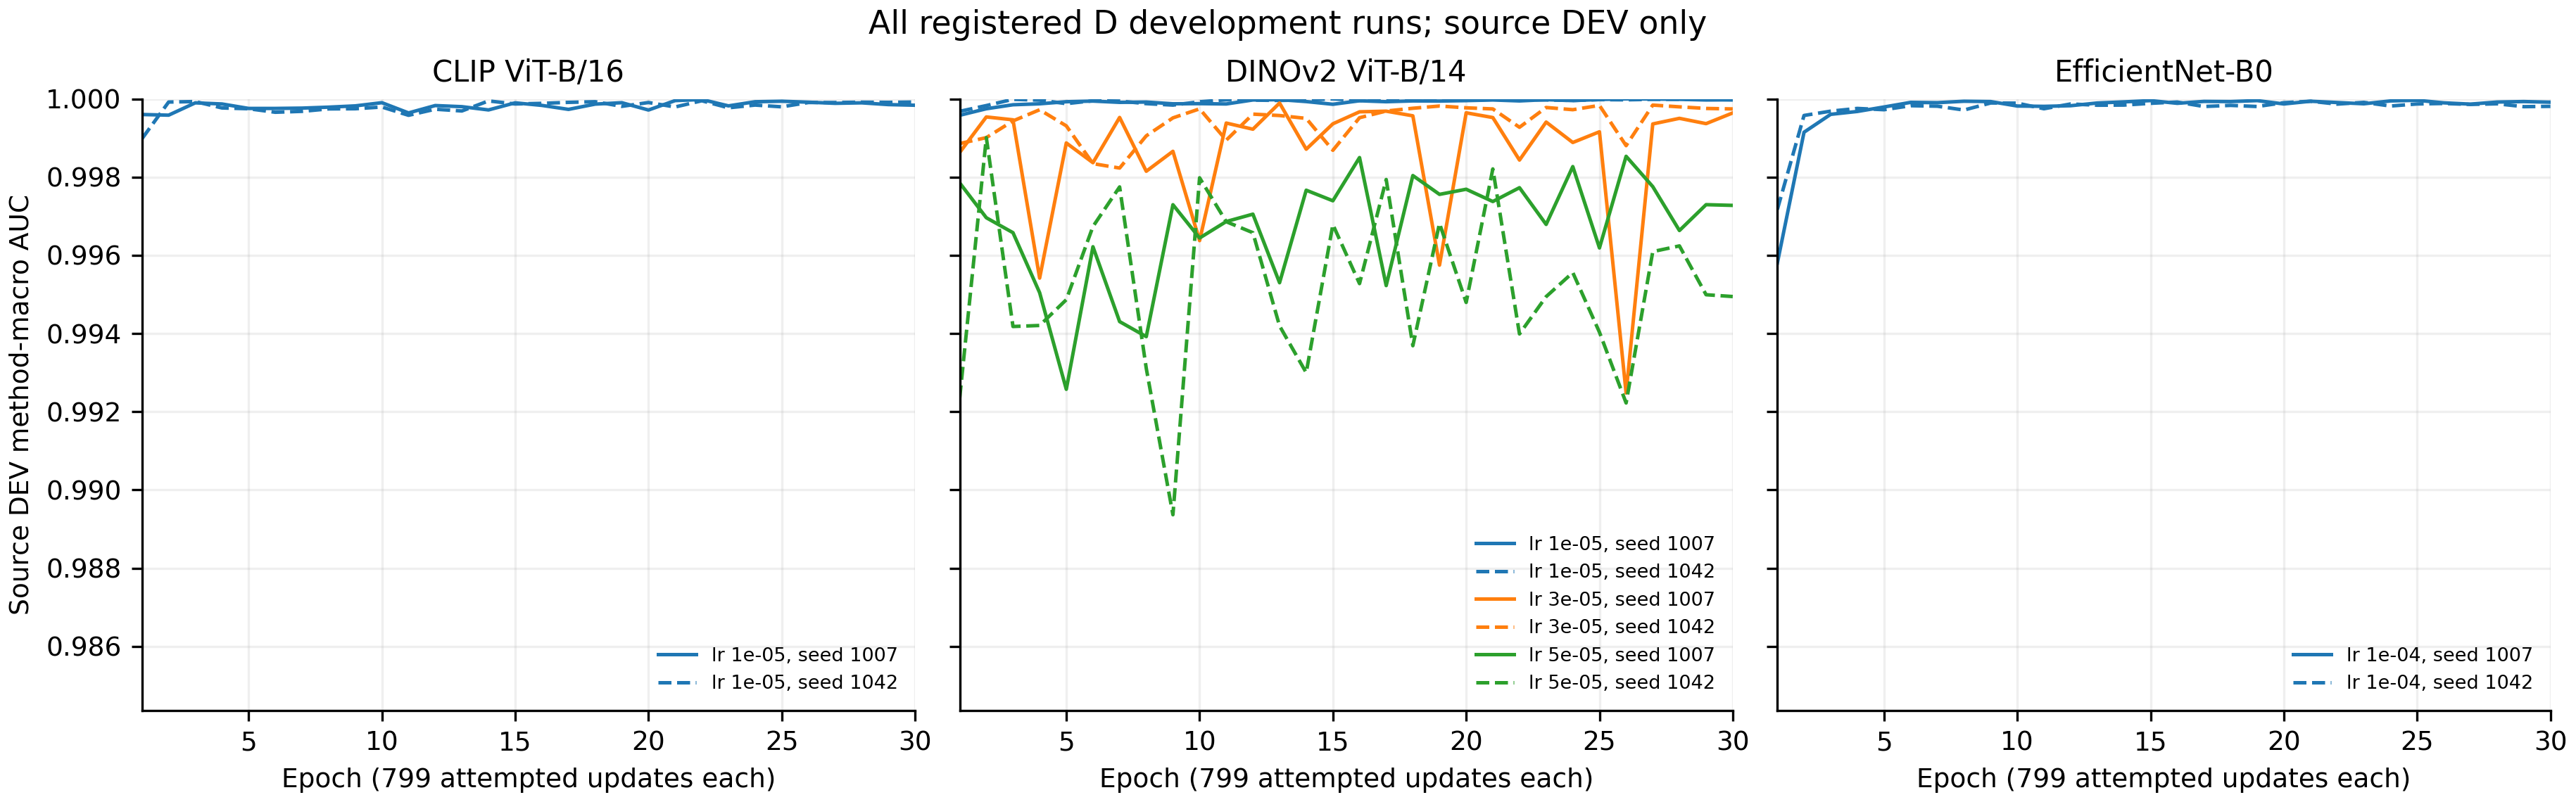 All registered D development runs; source DEV only
CLIP ViT-B/16
DINOv2 ViT-B/14
EfficientNet-B0
Source DEV method-macro AUC
1.000
0.998
0.996
0.994
0.992
0.990
0.988
0.986
lr 1e-05, seed 1007
lr 1e-05, seed 1042
5 10 15 20 25 30
Epoch (799 attempted updates each)
lr 1e-05, seed 1007
lr 1e-05, seed 1042
lr 3e-05, seed 1007
lr 3e-05, seed 1042
lr 5e-05, seed 1007
lr 5e-05, seed 1042
5 10 15 20 25 30
Epoch (799 attempted updates each)
lr 1e-04, seed 1007
lr 1e-04, seed 1042
5 10 15 20 25 30
Epoch (799 attempted updates each)